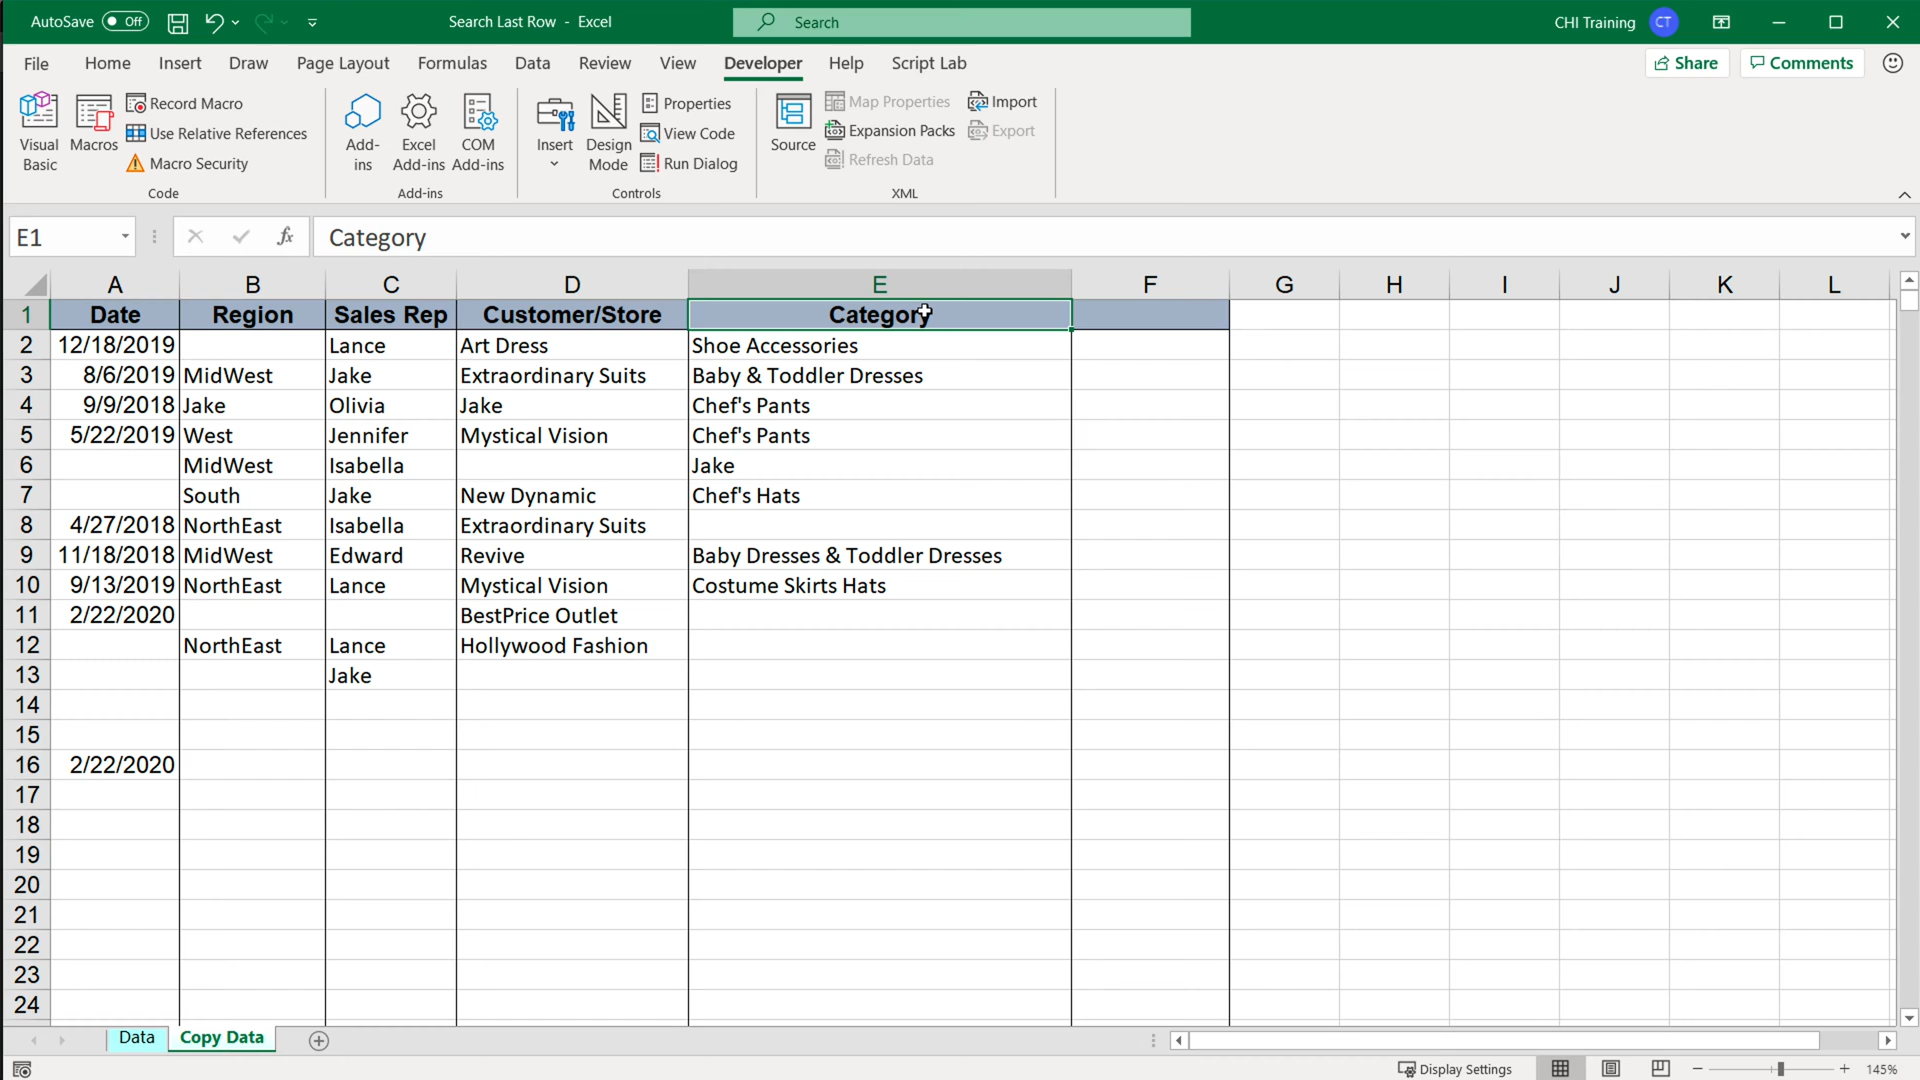 AutoSave Off Search Last Row - Excel Search CHI Training CT
File Home Insert Draw Page Layout Formulas Data Review View Developer Help Script Lab Share Comments
Visual Basic
Macros
Record Macro
Use Relative References
Macro Security
Code
Add-ins
Excel Add-ins
COM Add-ins
Add-ins
Insert
Design Mode
Properties
View Code
Run Dialog
Controls
Source
Map Properties
Expansion Packs
Refresh Data
Import
Export
XML
E1 fx Category
A B C D E F G H I J K L
1 Date Region Sales Rep Customer/Store Category
2 12/18/2019 Lance Art Dress Shoe Accessories
3 8/6/2019 MidWest Jake Extraordinary Suits Baby & Toddler Dresses
4 9/9/2018 Jake Olivia Jake Chef's Pants
5 5/22/2019 West Jennifer Mystical Vision Chef's Pants
6 MidWest Isabella Jake
7 South Jake New Dynamic Chef's Hats
8 4/27/2018 NorthEast Isabella Extraordinary Suits
9 11/18/2018 MidWest Edward Revive Baby Dresses & Toddler Dresses
10 9/13/2019 NorthEast Lance Mystical Vision Costume Skirts Hats
11 2/22/2020 BestPrice Outlet
12 NorthEast Lance Hollywood Fashion
13 Jake
14
15
16 2/22/2020
17
18
19
20
21
22
23
24
Data Copy Data
Display Settings 145%